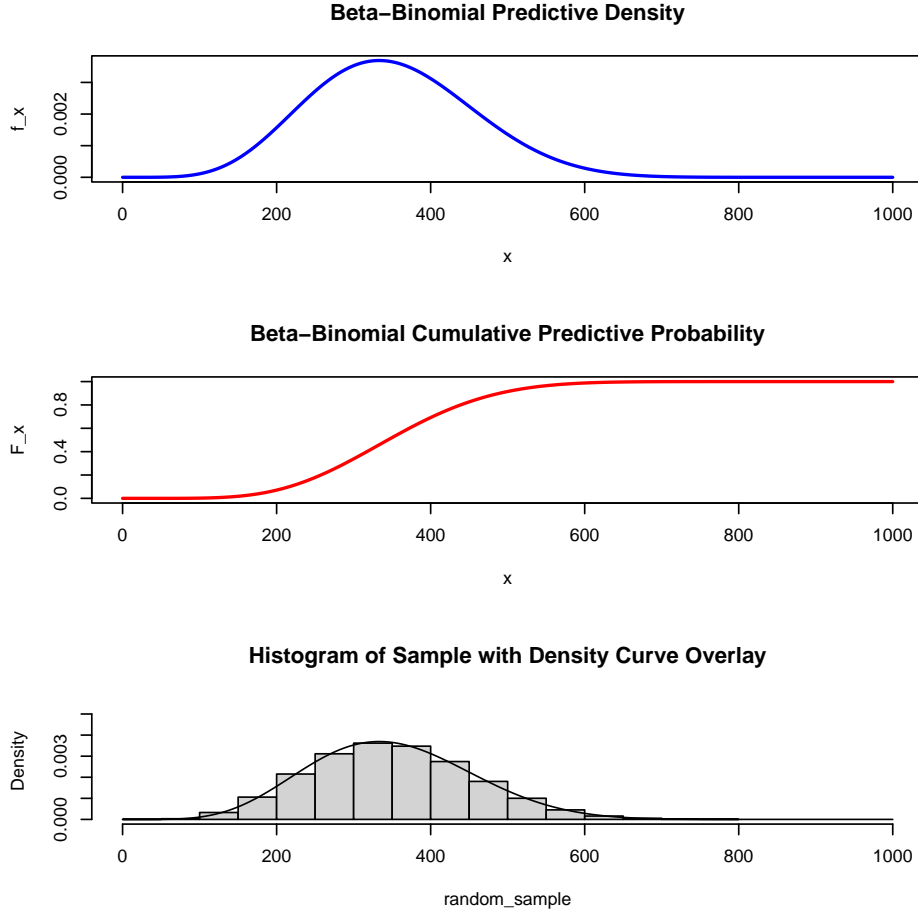 Beta−Binomial Predictive Density
f_x
0.002
0.000
0 200 400 600 800 1000
x
Beta−Binomial Cumulative Predictive Probability
F_x
0.8
0.4
0.0
0 200 400 600 800 1000
x
Histogram of Sample with Density Curve Overlay
Density
0.003
0.000
0 200 400 600 800 1000
random_sample